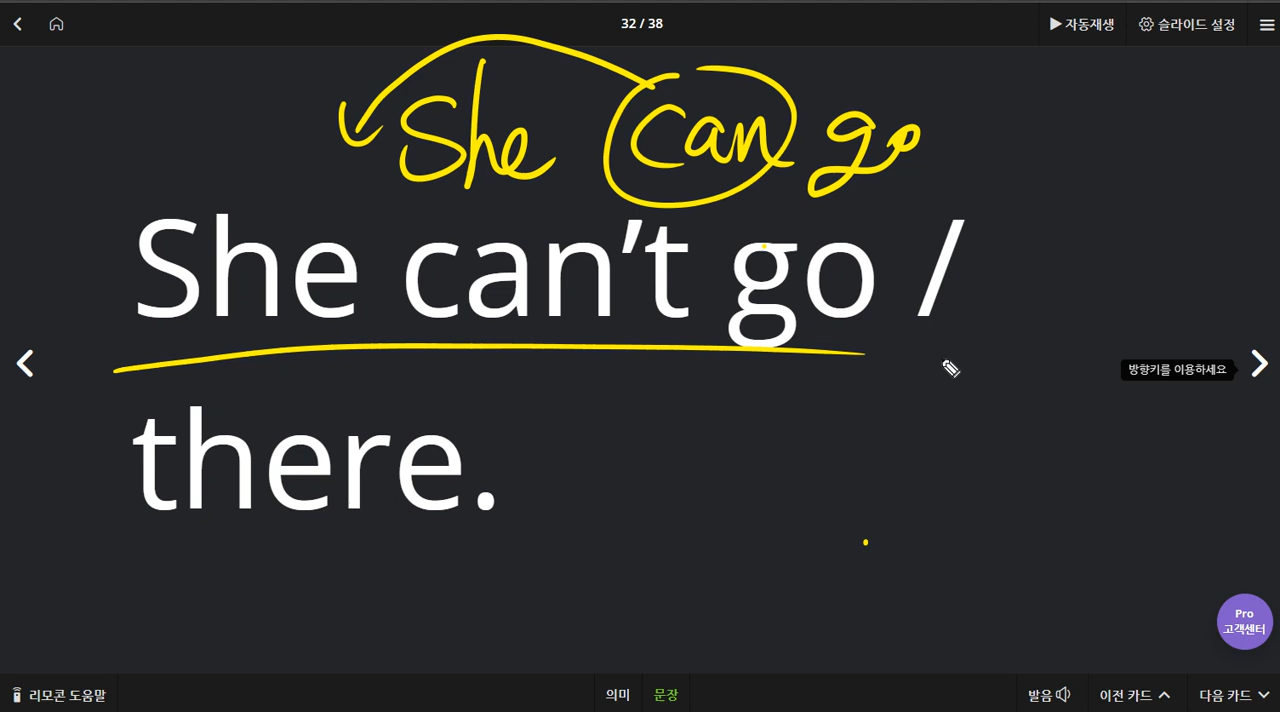 32 / 38
자동재생
슬라이드 설정
She can go
She can't go /
there.
방향키를 이용하세요
Pro
고객센터
리모콘 도움말
의미
문장
발음
이전 카드
다음 카드